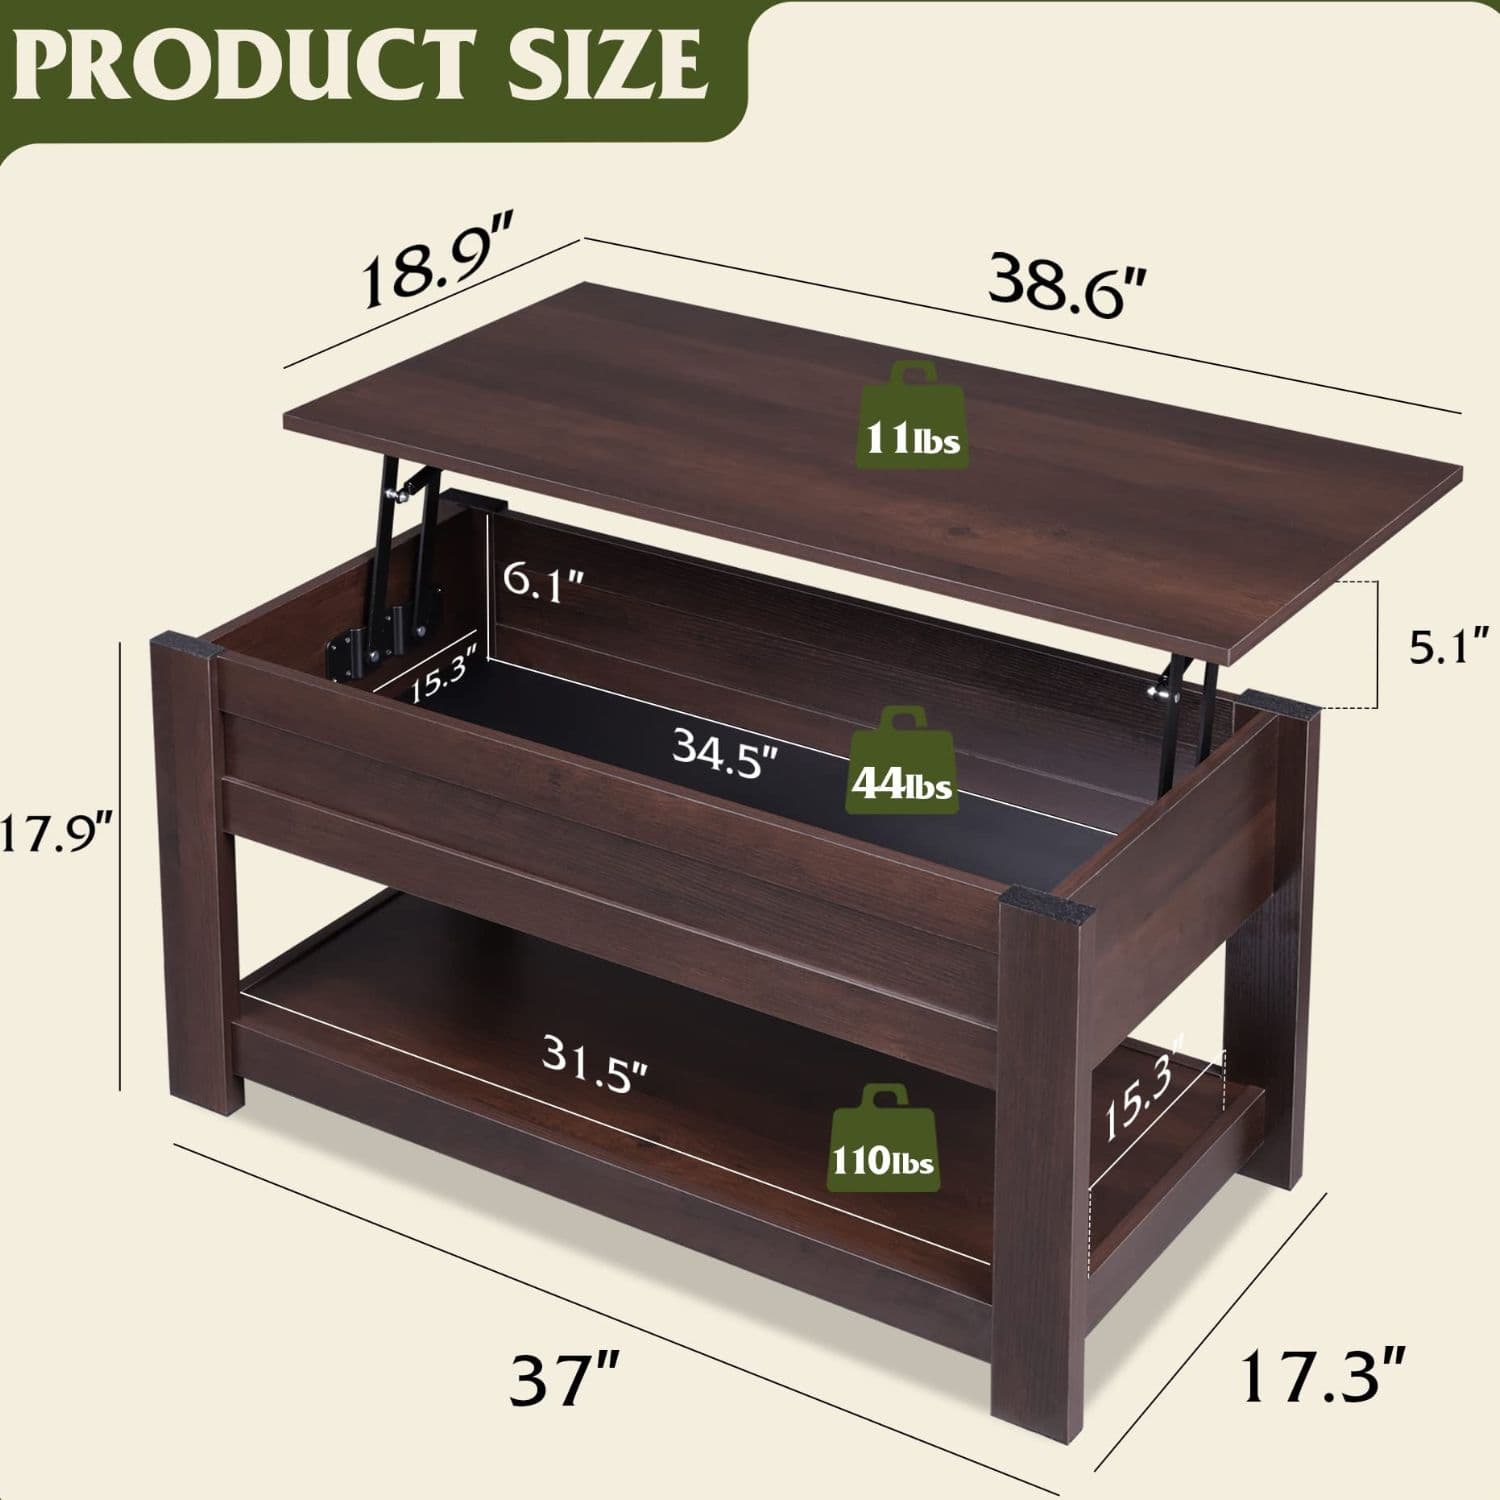 PRODUCT SIZE
18.9"
38.6"
11lbs
6.1"
5.1"
15.3"
34.5"
44lbs
17.9"
31.5"
15.3"
110lbs
37"
17.3"